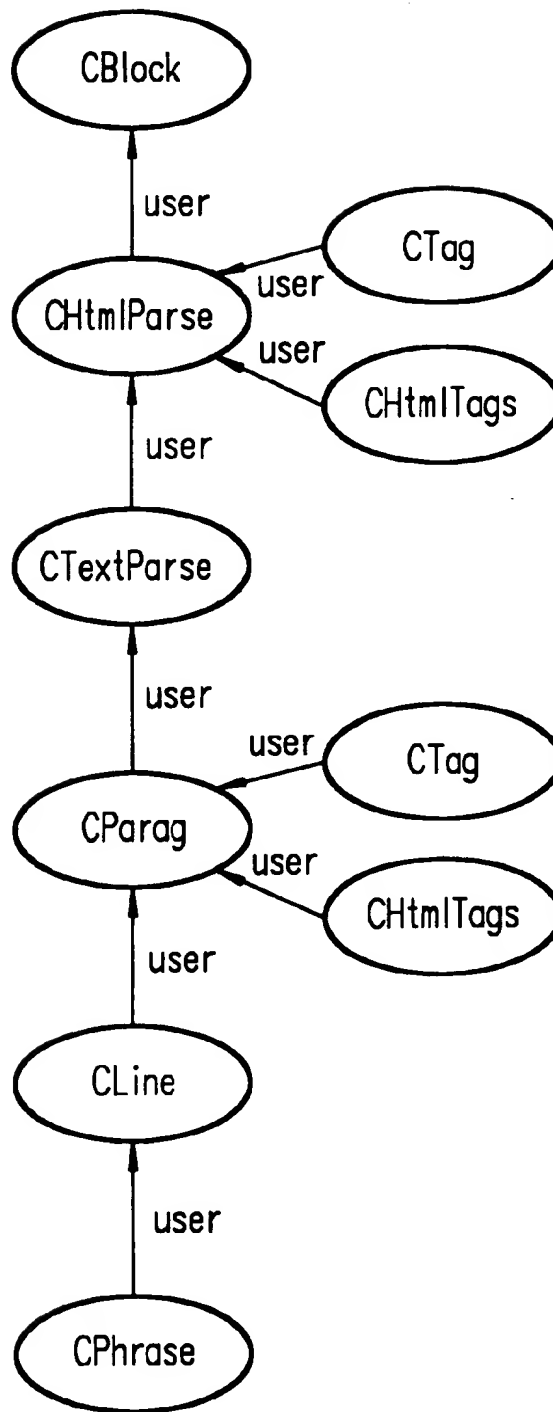 CBlock
user
CTag
user
CHtmlParse
user
CHtmlTags
user
CTextParse
user
user
CTag
CParag
user
CHtmlTags
user
CLine
user
CPhrase